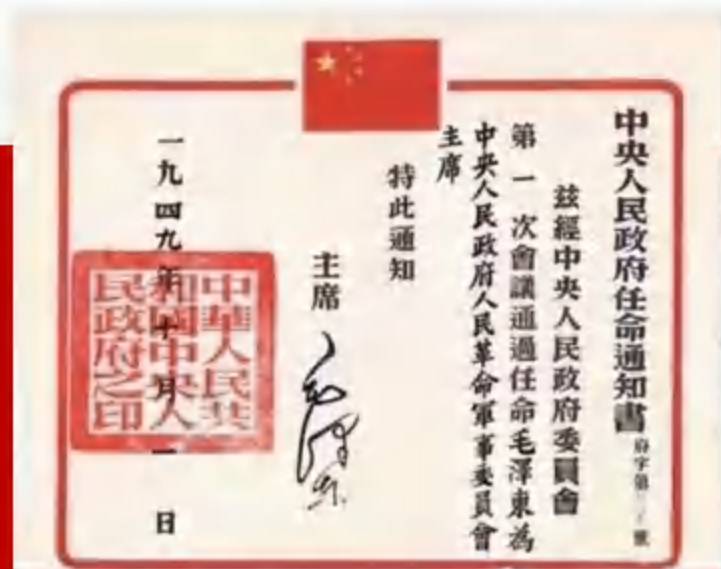 中央人民政府任命通知書
府字第 號
茲經中央人民政府委員會
第一次會議通過任命毛澤東為
中央人民政府人民革命軍事委員會
主席
特此通知
主席 毛澤東
一九四九年十月一日
中華人民共
和國中央人
民政府之印